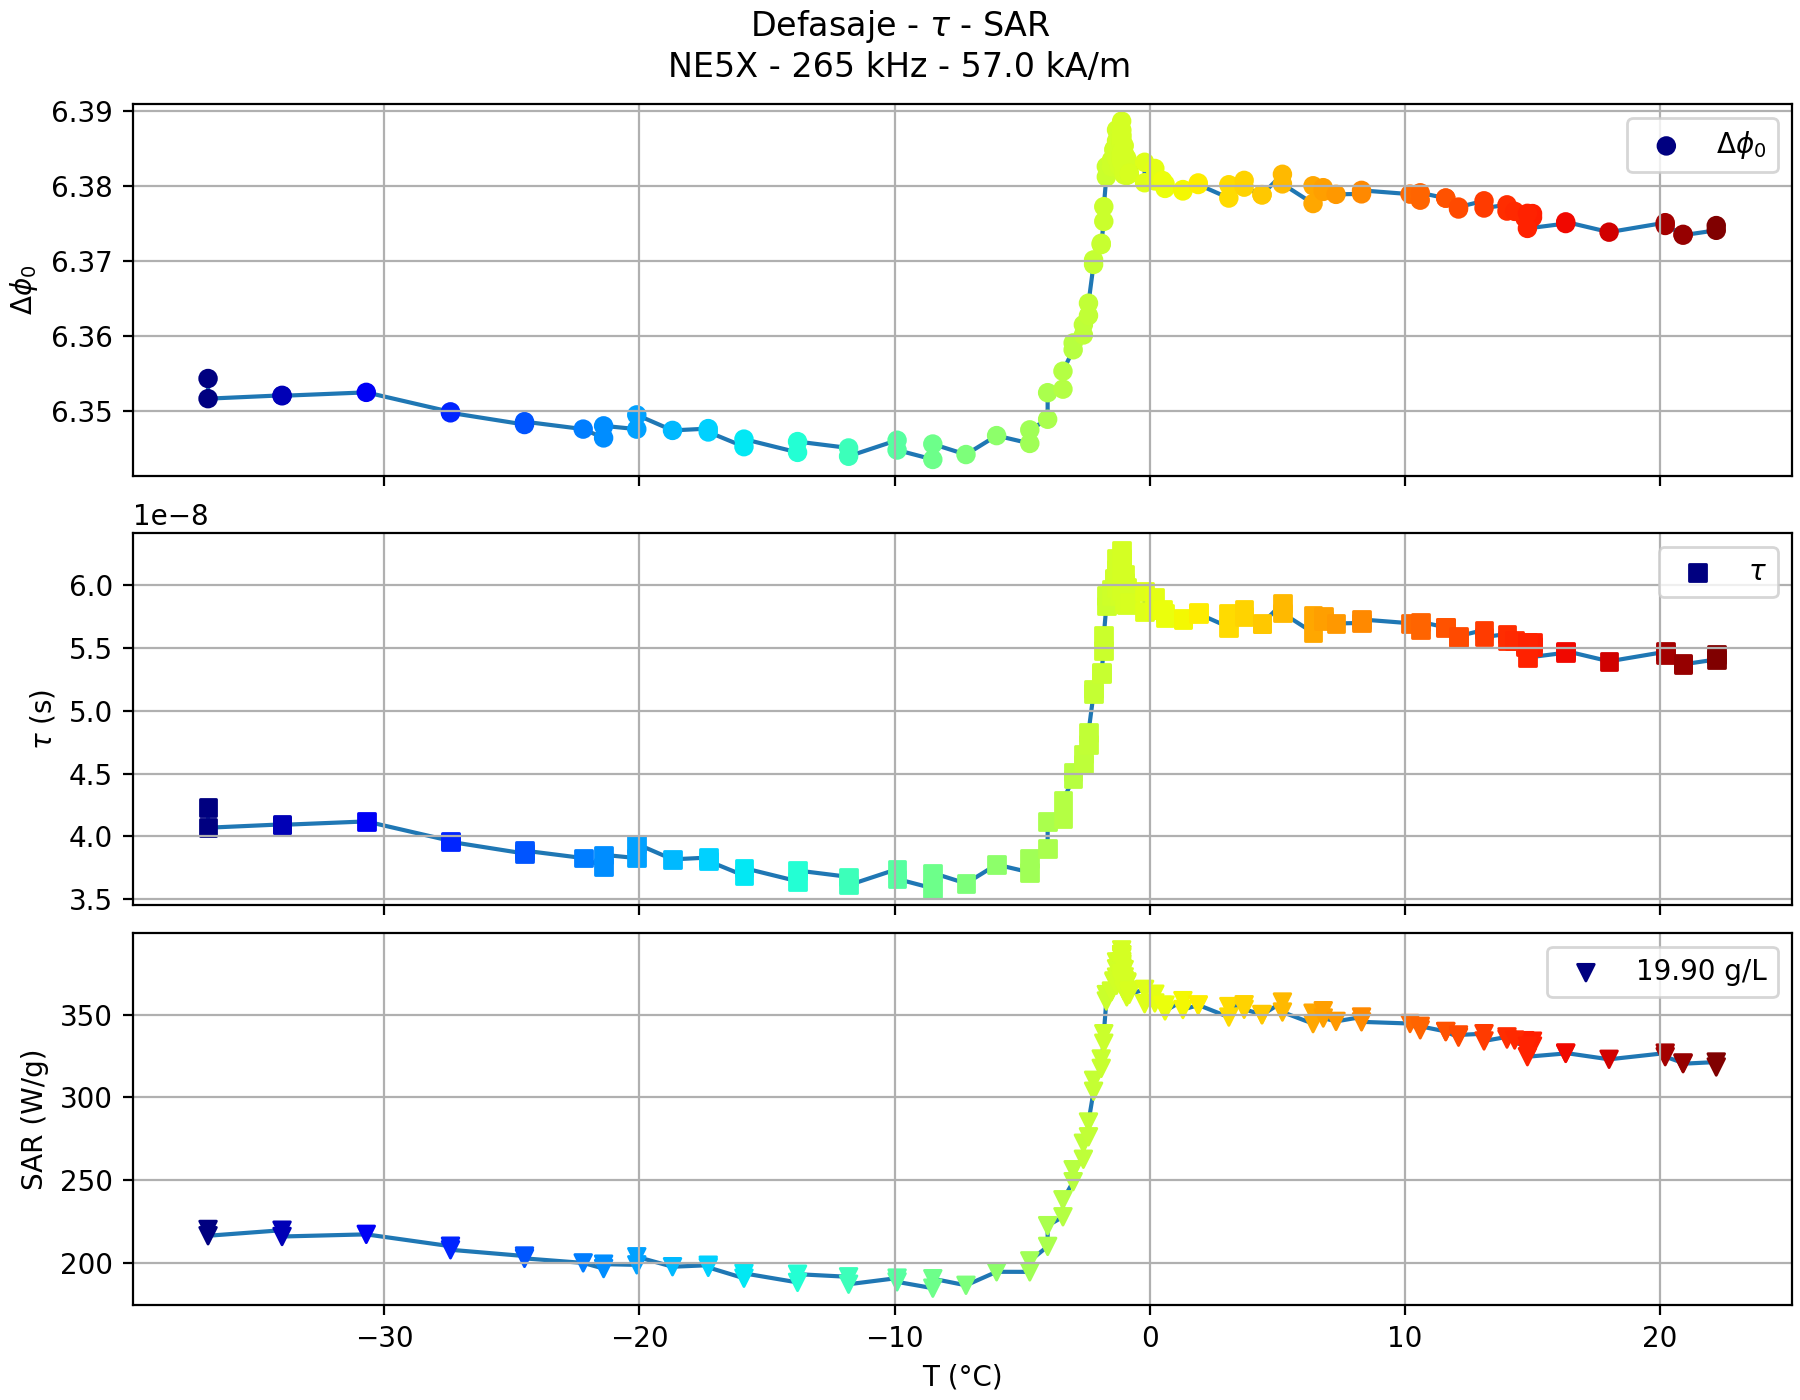 Defasaje - τ - SAR
NE5X - 265 kHz - 57.0 kA/m
6.39
6.38
6.37
6.36
6.35
Δϕ₀
Δϕ₀
1e−8
6.0
5.5
5.0
4.5
4.0
3.5
τ (s)
τ
350
300
250
200
SAR (W/g)
19.90 g/L
−30 −20 −10 0 10 20
T (°C)